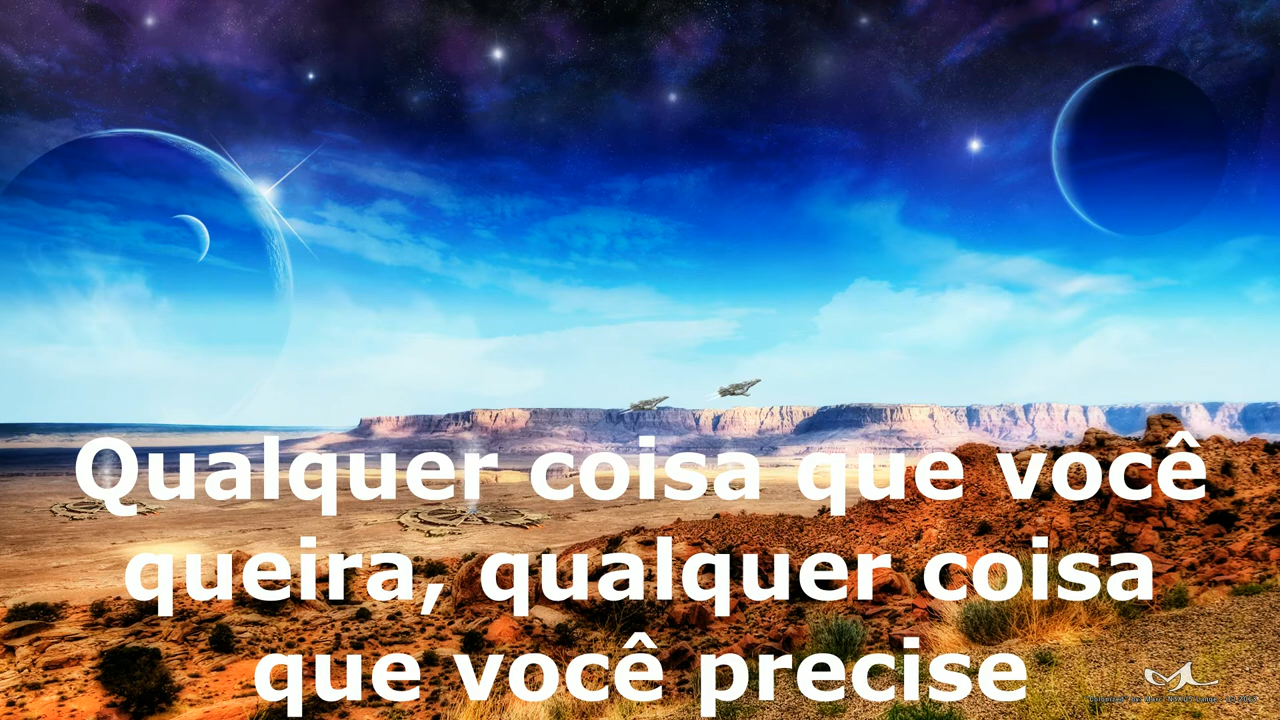 Qualquer coisa que você
queira, qualquer coisa
que você precise